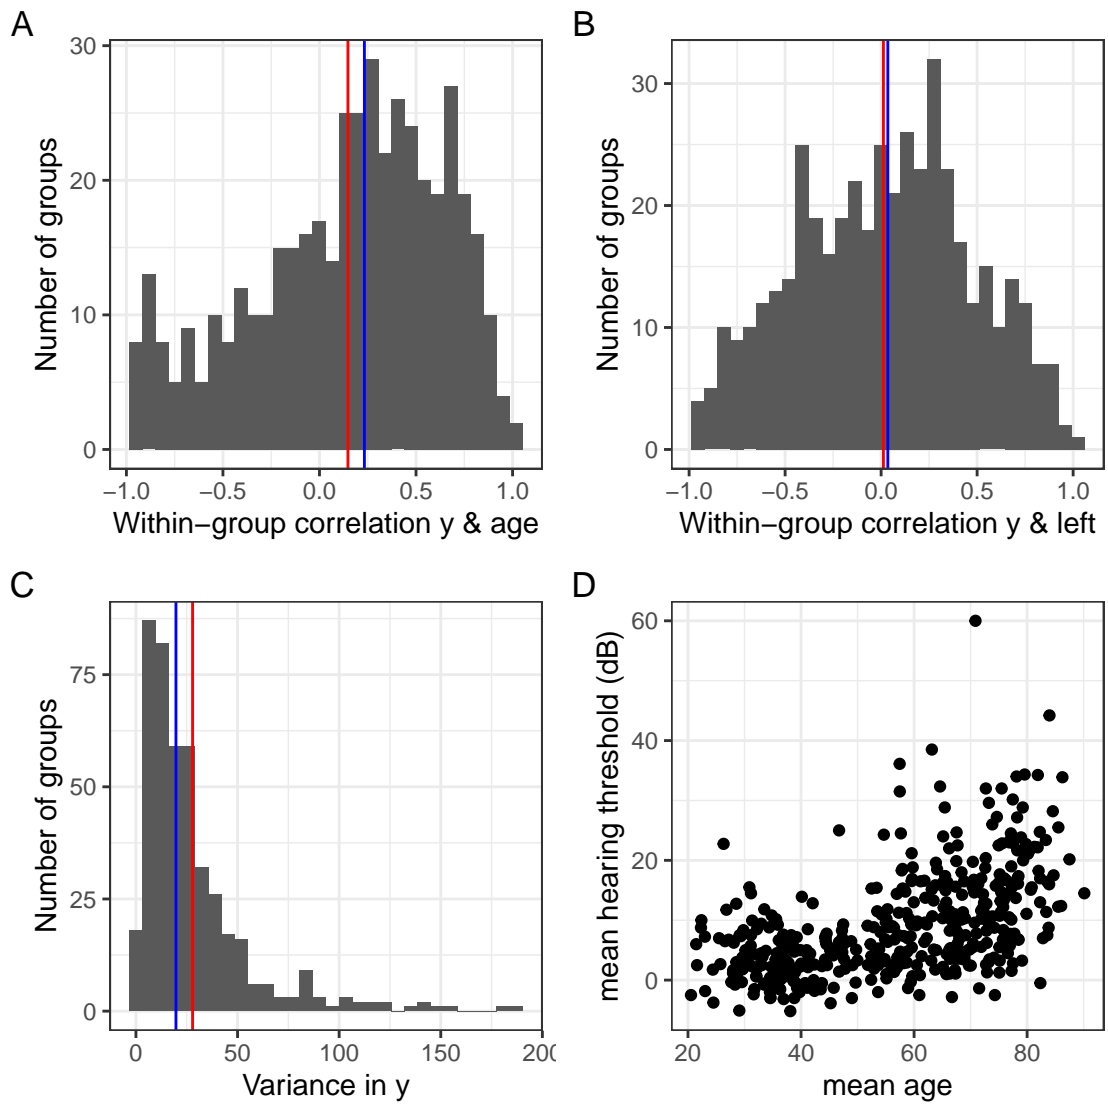 A
Number of groups
30
20
10
0
−1.0 −0.5 0.0 0.5 1.0
Within−group correlation y & age
B
Number of groups
30
20
10
0
−1.0 −0.5 0.0 0.5 1.0
Within−group correlation y & left
C
Number of groups
75
50
25
0
0 50 100 150
Variance in y
D
mean hearing threshold (dB)
60
40
20
0
20 40 60 80
mean age